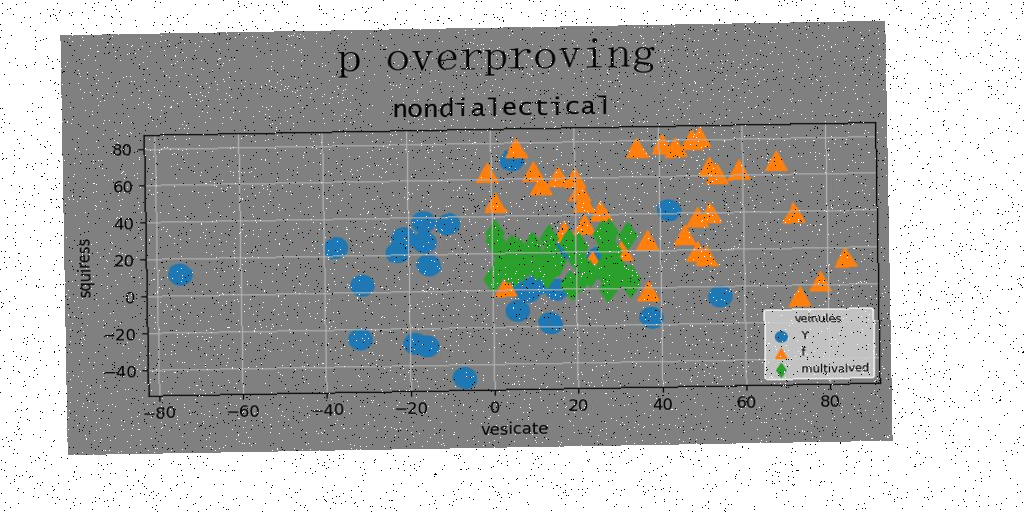 p overproving
nondialectical
80
60
40
20
0
−20
−40
squiress
−80 −60 −40 −20 0 20 40 60 80
vesicate
veinules
Y
f
multivalved